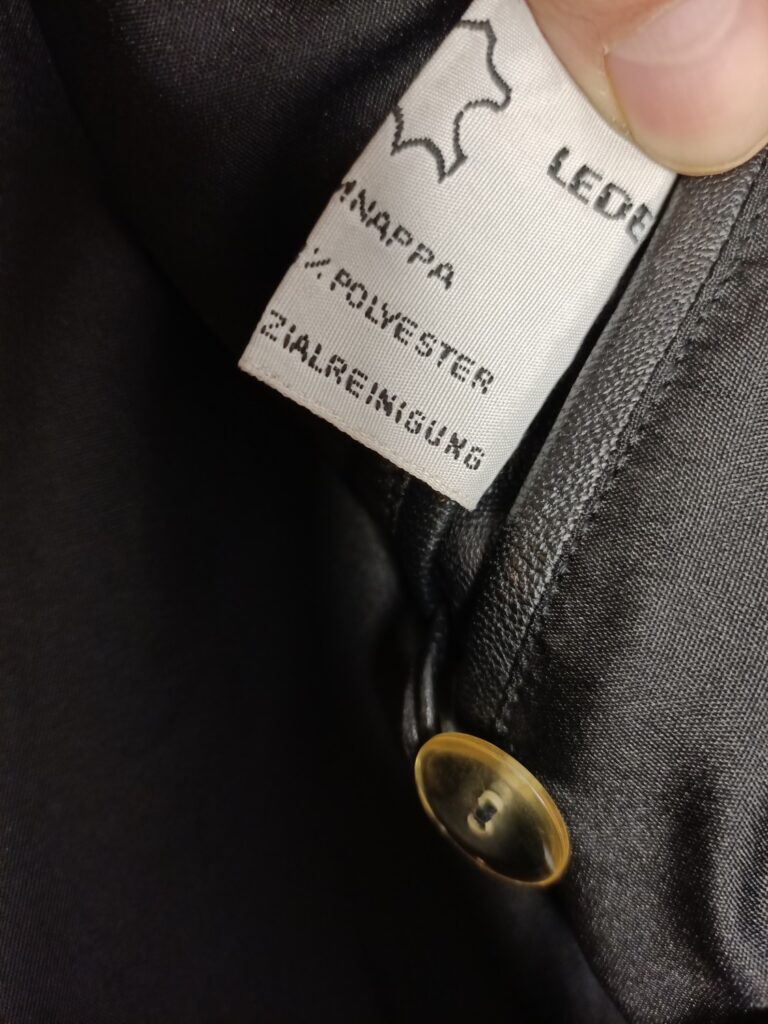 LEDE
NAPPA
% POLYESTER
ZIALREINIGUNG